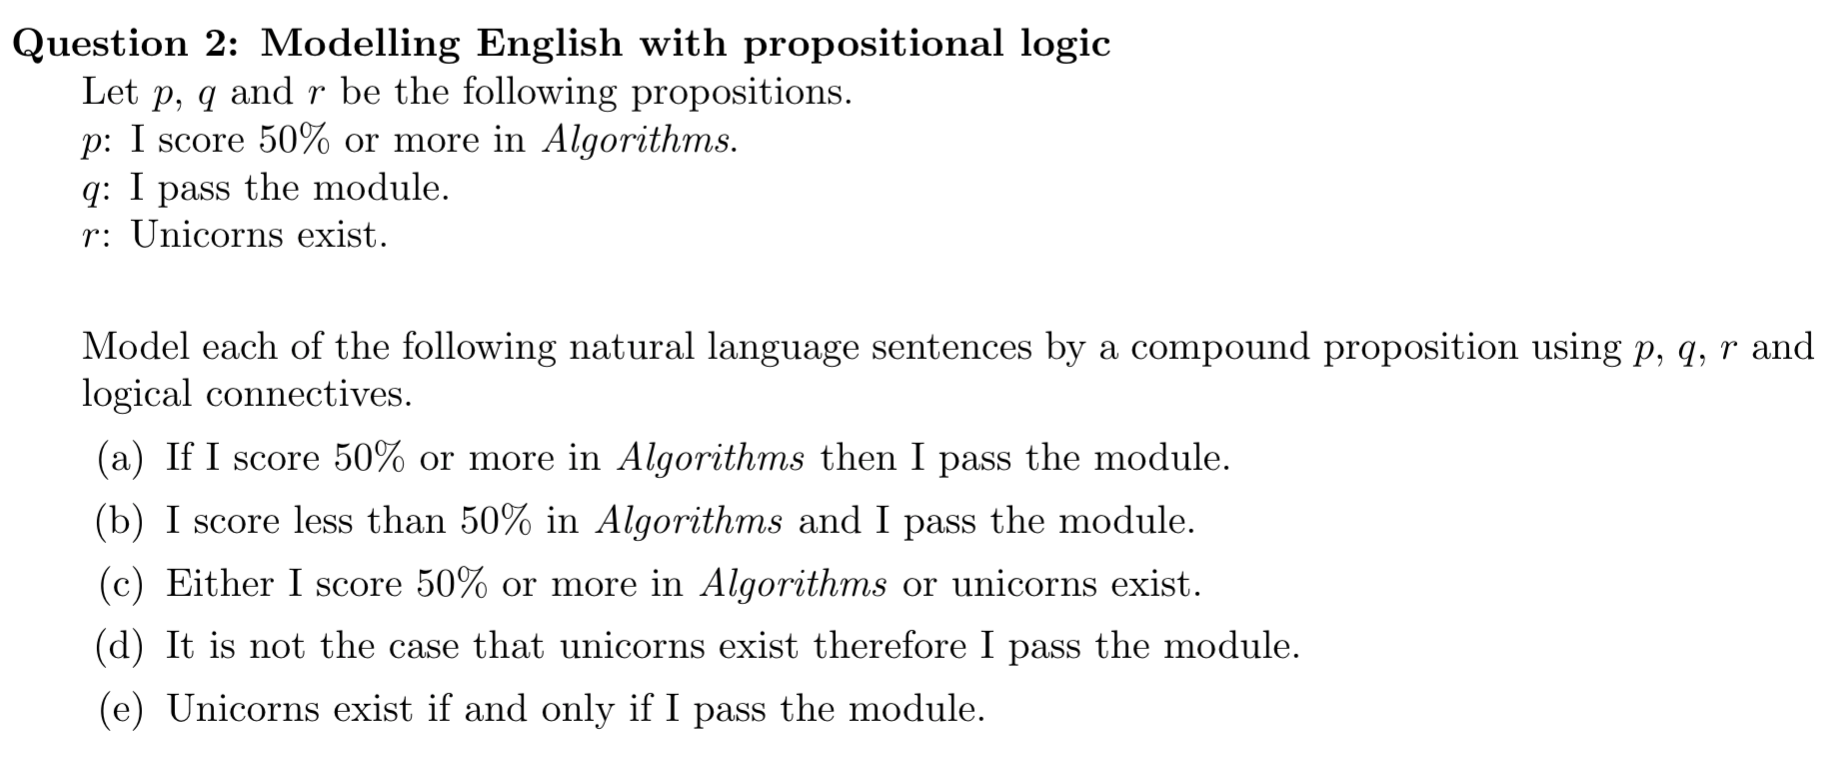 Question 2: Modelling English with propositional logic
Let p, q and r be the following propositions.
p: I score 50% or more in Algorithms.
q: I pass the module.
r: Unicorns exist.
Model each of the following natural language sentences by a compound proposition using p, q, r and
logical connectives.
(a) If I score 50% or more in Algorithms then I pass the module.
(b) I score less than 50% in Algorithms and I pass the module.
(c) Either I score 50% or more in Algorithms or unicorns exist.
(d) It is not the case that unicorns exist therefore I pass the module.
(e) Unicorns exist if and only if I pass the module.